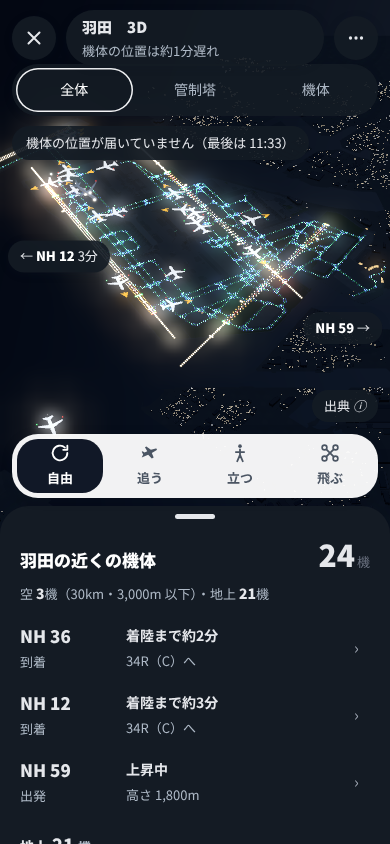 羽田 3D
機体の位置は約1分遅れ
全体
管制塔
機体
機体の位置が届いていません（最後は 11:33）
← NH 12 3分
NH 59 →
出典 ⓘ
自由
追う
立つ
飛ぶ
羽田の近くの機体
24機
空 3機（30km・3,000m 以下）・地上 21機
NH 36
着陸まで約2分
到着
34R（C）へ
›
NH 12
着陸まで約3分
到着
34R（C）へ
›
NH 59
上昇中
出発
高さ 1,800m
›
地上 21 機